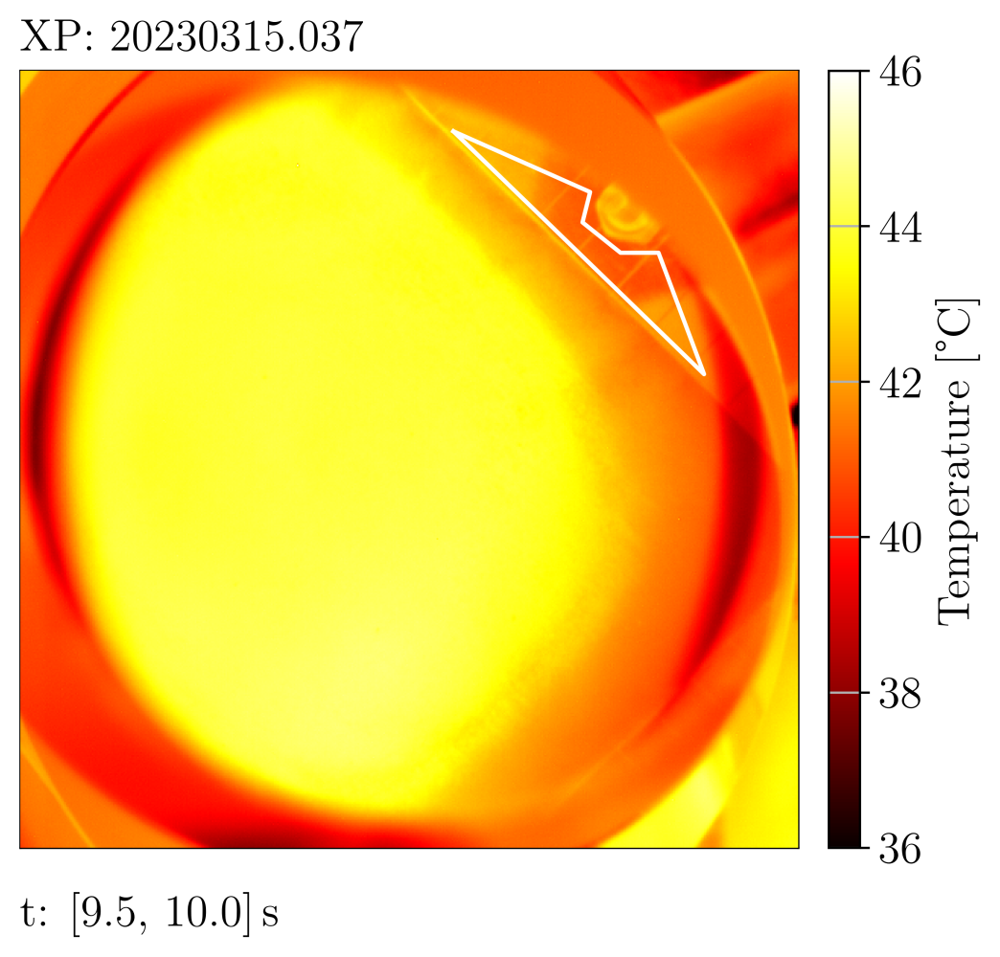 XP: 20230315.037
46
44
42
40
38
36
Temperature [°C]
t: [9.5, 10.0] s